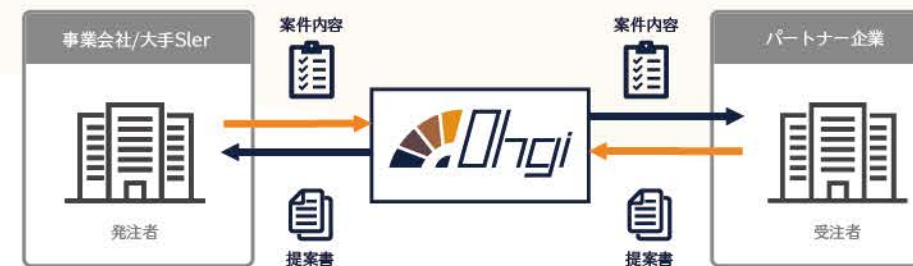 事業会社/大手SIer
案件内容
案件内容
パートナー企業
Ohgi
発注者
受注者
提案書
提案書